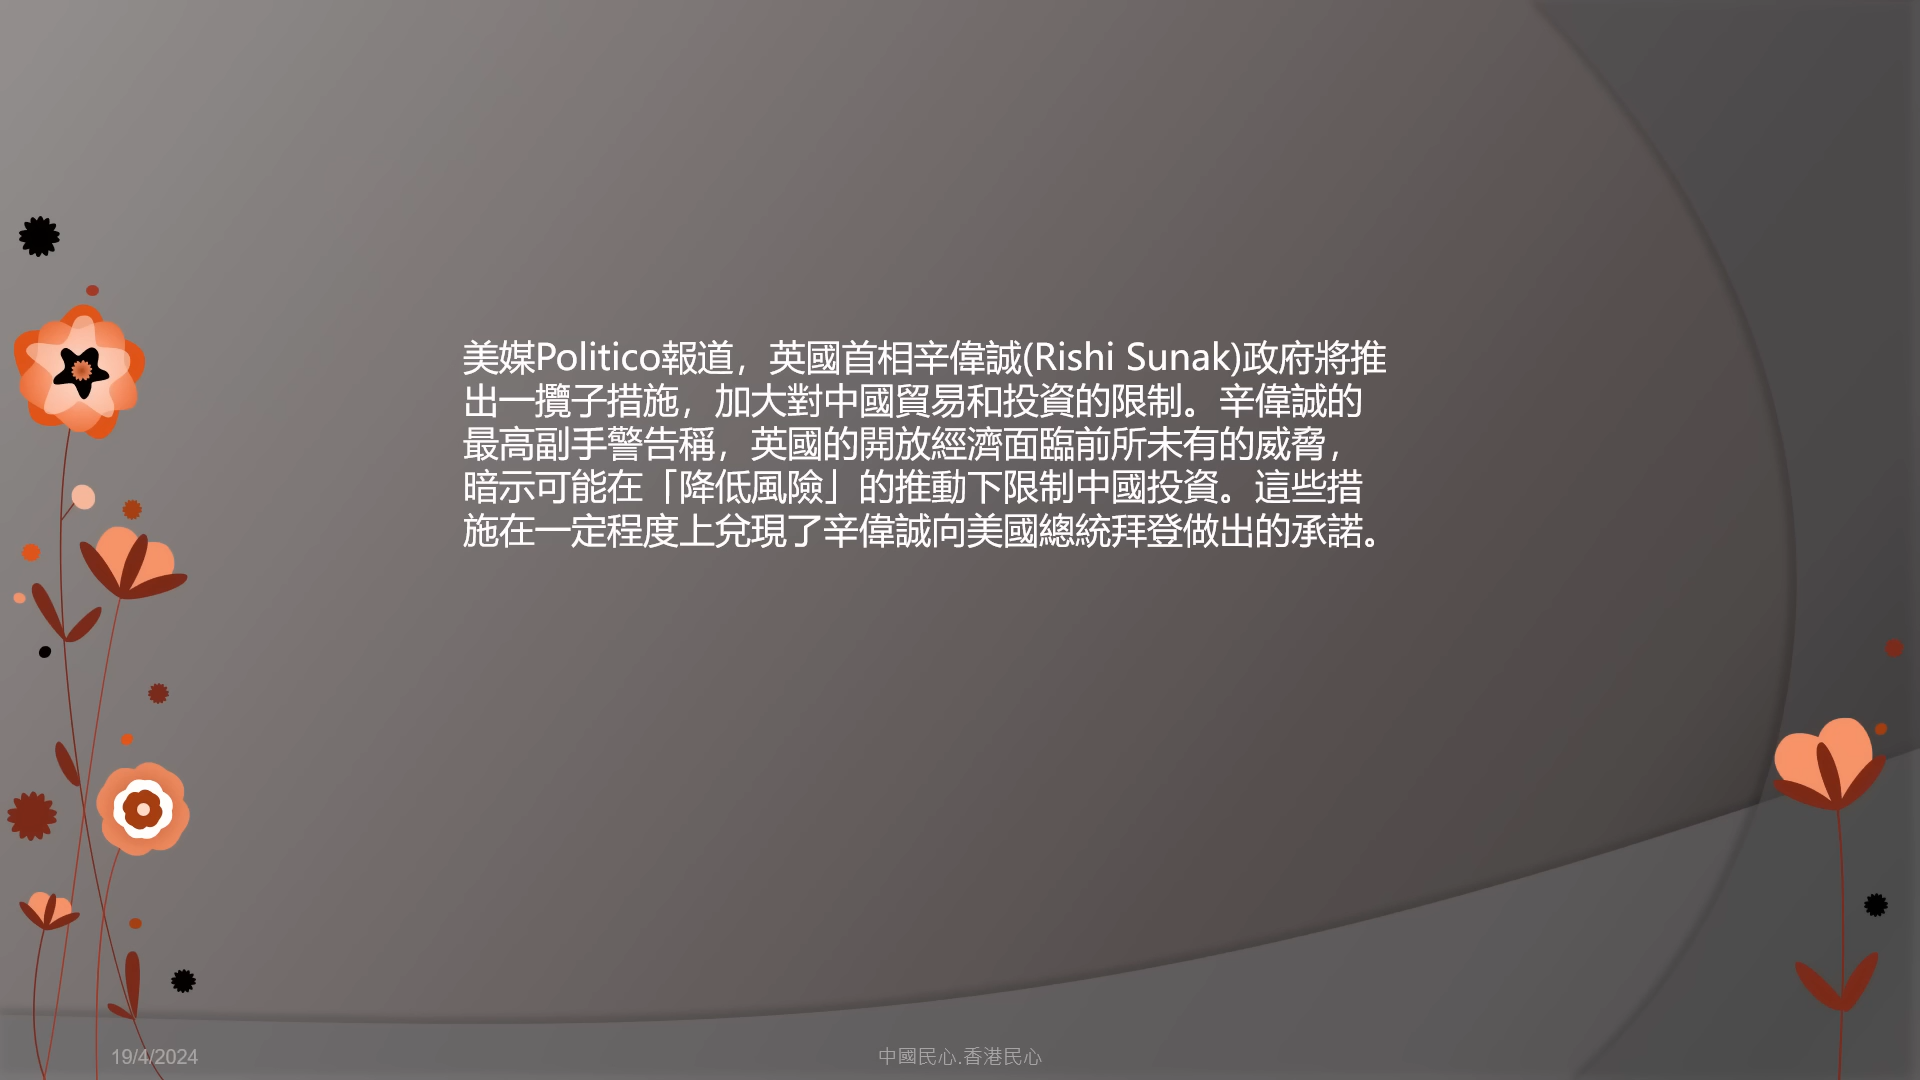 美媒Politico報道，英國首相辛偉誠(Rishi Sunak)政府將推
出一攬子措施，加大對中國貿易和投資的限制。辛偉誠的
最高副手警告稱，英國的開放經濟面臨前所未有的威脅，
暗示可能在「降低風險」的推動下限制中國投資。這些措
施在一定程度上兌現了辛偉誠向美國總統拜登做出的承諾。
19/4/2024
中國民心.香港民心